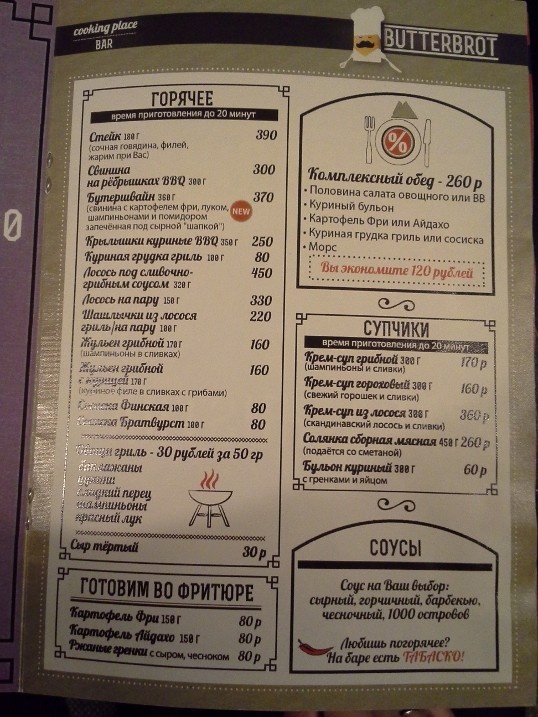 cooking place
BAR
BUTTERBROT
ГОРЯЧЕЕ
время приготовления до 20 минут
Стейк 180 г 390
(сочная говядина, филей,
жарим при Вас)
Свинина 300
на рёбрышках BBQ 300 г
Бутершвайн 360 г 370
(свинина с картофелем фри, луком,
шампиньонами и помидором
запечённая под сырной "шапкой")
NEW
Крылышки куриные BBQ 350 г 250
Куриная грудка гриль 100 г 80
Лосось под сливочно- 450
грибным соусом 320 г
Лосось на пару 150 г 330
Шашлычки из лосося 220
гриль/на пару 100 г
Жульен грибной 170 г 160
(шампиньоны в сливках)
Жульен грибной 160
с курицей 170 г
(куриное филе в сливках с грибами)
Финская 100 г 80
Братвурст 100 г 80
гриль - 30 рублей за 50 гр
баклажаны
сладкий перец
шампиньоны
красный лук
Сыр тёртый 30 р
ГОТОВИМ ВО ФРИТЮРЕ
Картофель Фри 150 г 80 р
Картофель Айдахо 150 г 80 р
Ржаные гренки с сыром, чесноком 80 р
%
Комплексный обед - 260 р
• Половина салата овощного или BB
• Куриный бульон
• Картофель Фри или Айдахо
• Куриная грудка гриль или сосиска
• Морс
Вы экономите 120 рублей
СУПЧИКИ
время приготовления до 20 минут
Крем-суп грибной 300 г 170 р
(шампиньоны и сливки)
Крем-суп гороховый 300 г 160 р
(свежий горошек и сливки)
Крем-суп из лосося 300 г 360 р
(скандинавский лосось и сливки)
Солянка сборная мясная 450 г 260 р
(подаётся со сметаной)
Бульон куриный 300 г 60 р
с гренками и яйцом
СОУСЫ
Соус на Ваш выбор:
сырный, горчичный, барбекью,
чесночный, 1000 островов
Любишь погорячее?
На баре есть ТАБАСКО!